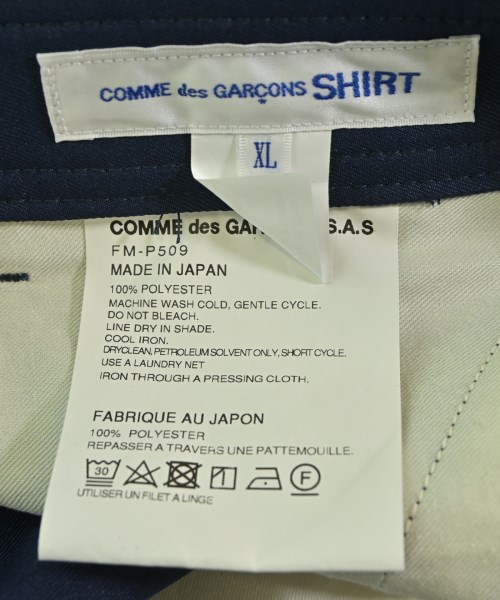 COMME des GARÇONS SHIRT
XL
COMME des S.A.S
FM-P509
MADE IN JAPAN
100% POLYESTER
MACHINE WASH COLD, GENTLE CYCLE.
DO NOT BLEACH.
LINE DRY IN SHADE.
COOL IRON.
DRYCLEAN, PETROLEUM SOLVENT ONLY, SHORT CYCLE.
USE A LAUNDRY NET
IRON THROUGH A PRESSING CLOTH.
FABRIQUE AU JAPON
100% POLYESTER
REPASSER A TRAVERS UNE PATTEMOUILLE.
30 F
UTILISER UN FILET A LINGE